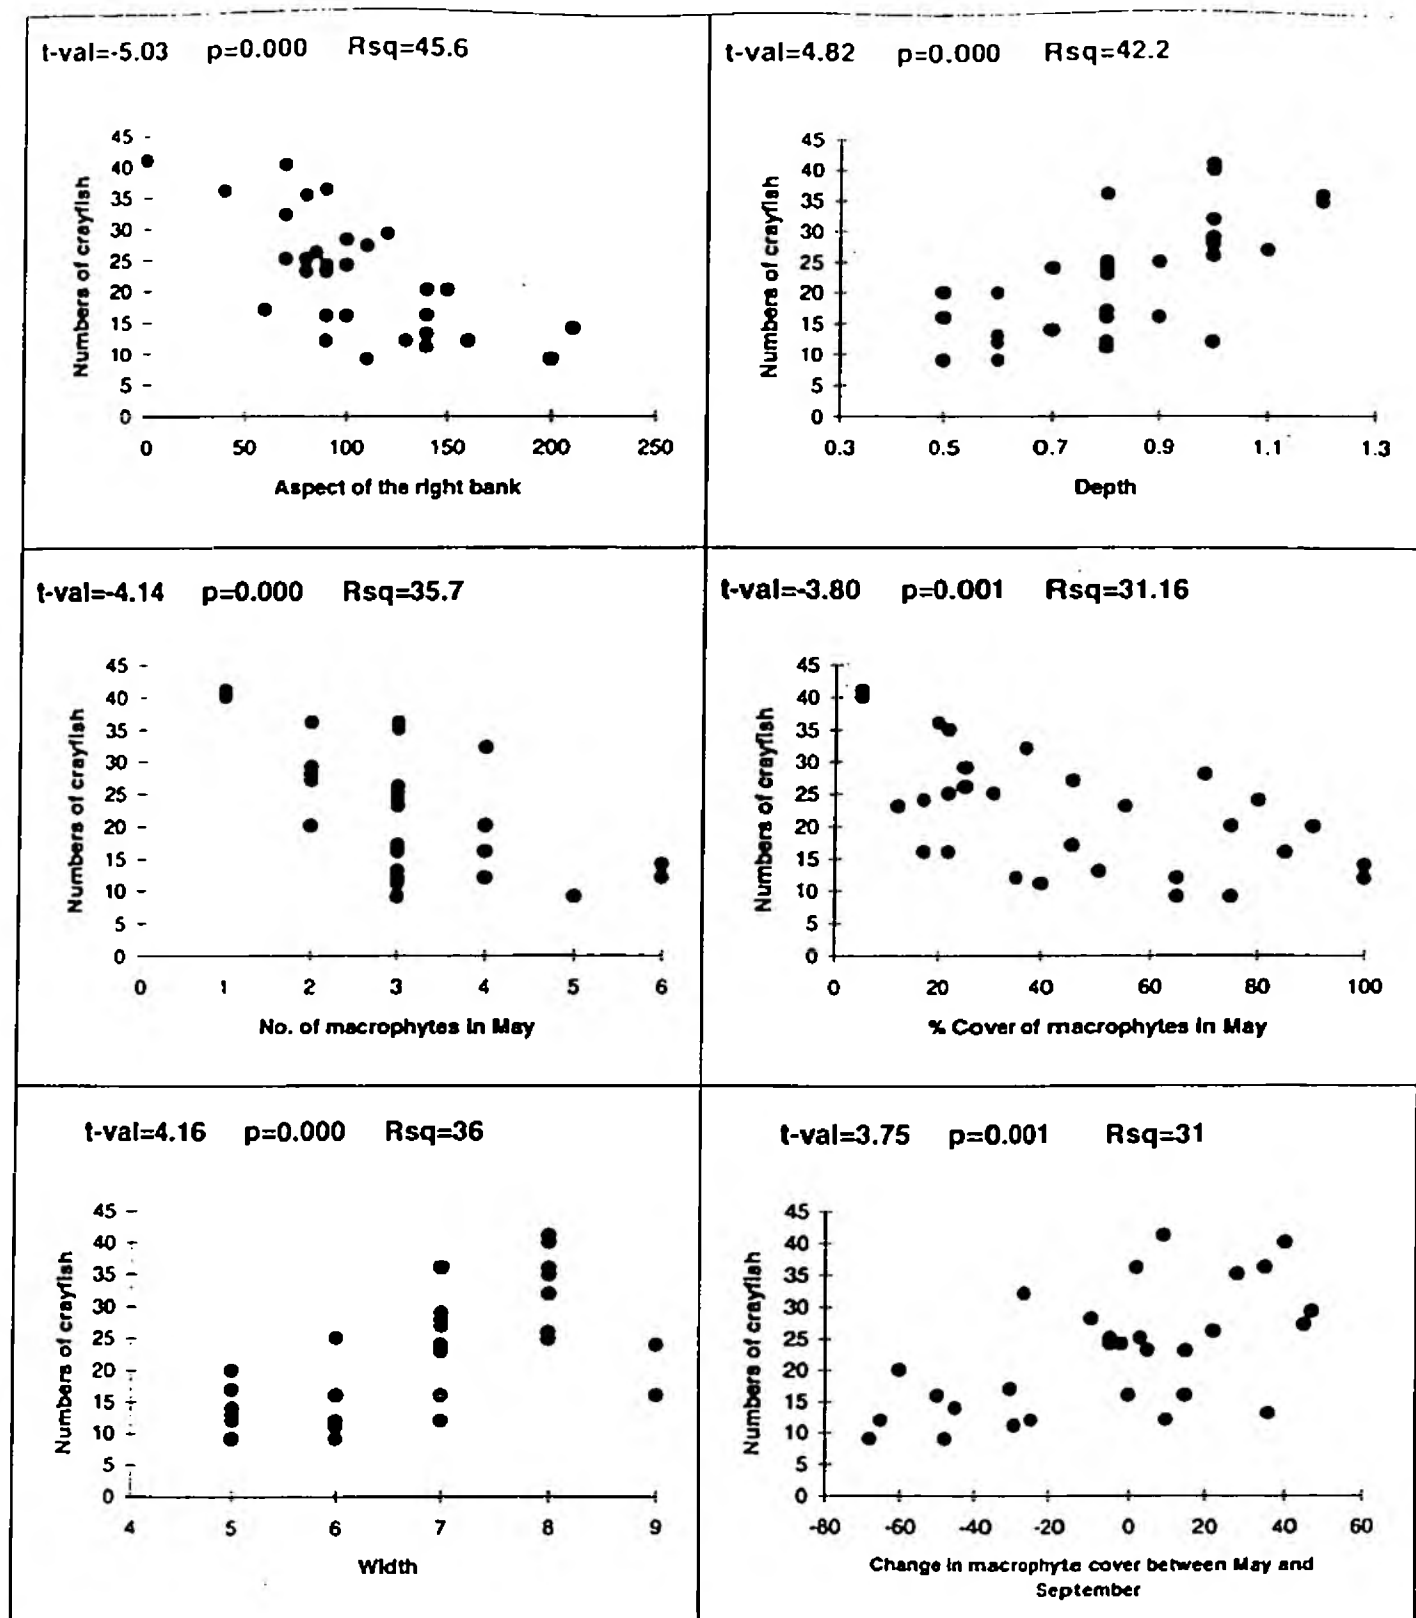 t-val=-5.03 p=0.000 Rsq=45.6
45
40
35
30
25
20
15
10
5
0
Numbers of crayfish
0 50 100 150 200 250
Aspect of the right bank
t-val=4.82 p=0.000 Rsq=42.2
45
40
35
30
25
20
15
10
5
0
Numbers of crayfish
0.3 0.5 0.7 0.9 1.1 1.3
Depth
t-val=-4.14 p=0.000 Rsq=35.7
45
40
35
30
25
20
15
10
5
0
Numbers of crayfish
0 1 2 3 4 5 6
No. of macrophytes in May
t-val=-3.80 p=0.001 Rsq=31.16
45
40
35
30
25
20
15
10
5
0
Numbers of crayfish
0 20 40 60 80 100
% Cover of macrophytes in May
t-val=4.16 p=0.000 Rsq=36
45
40
35
30
25
20
15
10
5
0
Numbers of crayfish
4 5 6 7 8 9
Width
t-val=3.75 p=0.001 Rsq=31
45
40
35
30
25
20
15
10
5
0
Numbers of crayfish
-80 -60 -40 -20 0 20 40 60
Change in macrophyte cover between May and
September